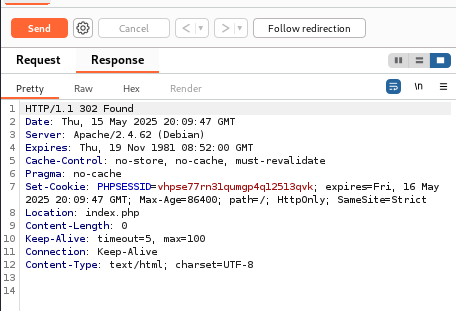 Send Cancel < > Follow redirection
Request Response
Pretty Raw Hex Render \n
1 HTTP/1.1 302 Found
2 Date: Thu, 15 May 2025 20:09:47 GMT
3 Server: Apache/2.4.62 (Debian)
4 Expires: Thu, 19 Nov 1981 08:52:00 GMT
5 Cache-Control: no-store, no-cache, must-revalidate
6 Pragma: no-cache
7 Set-Cookie: PHPSESSID=vhpse77rn31qumgp4q12513qvk; expires=Fri, 16 May
2025 20:09:47 GMT; Max-Age=86400; path=/; HttpOnly; SameSite=Strict
8 Location: index.php
9 Content-Length: 0
10 Keep-Alive: timeout=5, max=100
11 Connection: Keep-Alive
12 Content-Type: text/html; charset=UTF-8
13
14